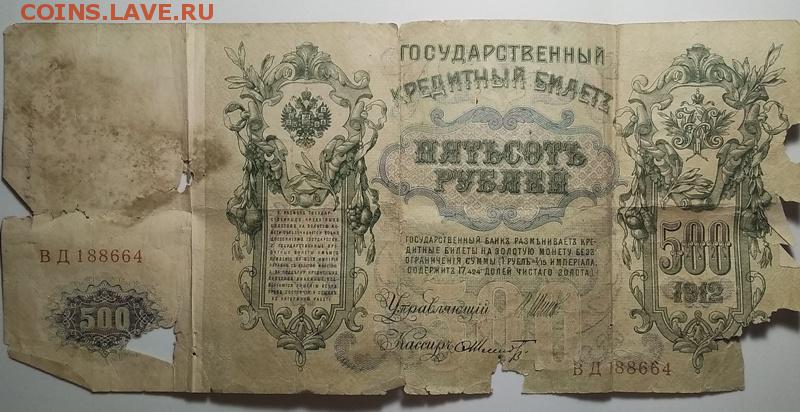 COINS.LAVE.RU
ГОСУДАРСТВЕННЫЙ
КРЕДИТНЫЙ БИЛЕТЪ
ПЯТЬСОТЪ
РУБЛЕЙ
ГОСУДАРСТВЕННЫЙ БАНКЪ РАЗМѢНИВАЕТЪ КРЕ-
ДИТНЫЕ БИЛЕТЫ НА ЗОЛОТУЮ МОНЕТУ БЕЗЪ
ОГРАНИЧЕНІЯ СУММЫ (1 РУБЛЬ=1/15 ИМПЕРІАЛА,
СОДЕРЖИТЪ 17,424 ДОЛЕЙ ЧИСТАГО ЗОЛОТА).
Управляющій
Кассиръ
500
1912
ВД 188664
500
ВД 188664